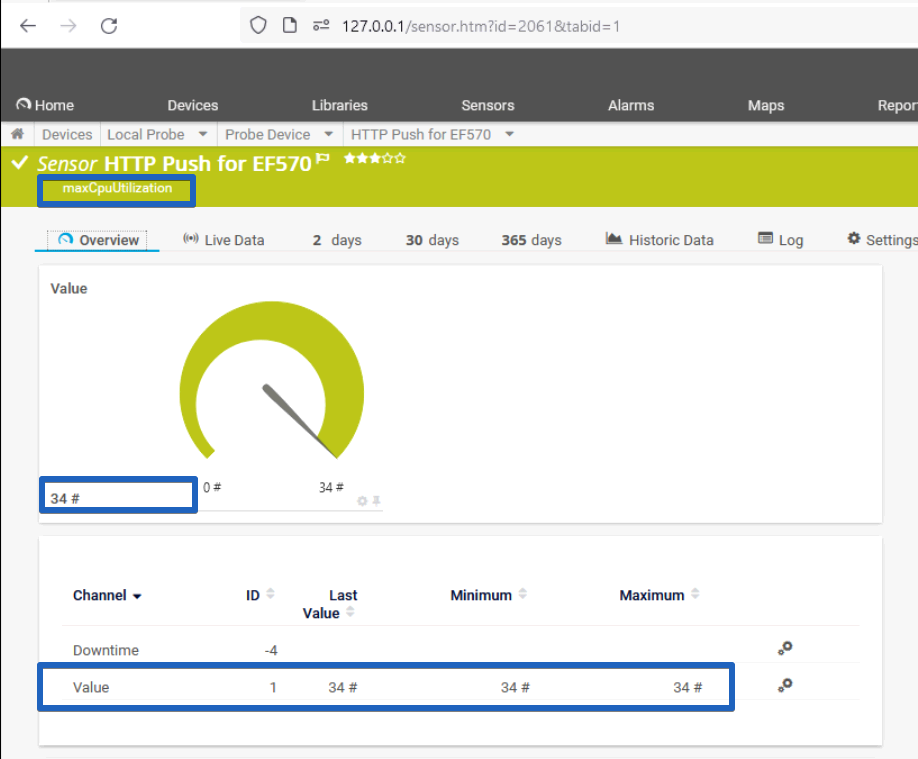 127.0.0.1/sensor.htm?id=2061&tabid=1
Home Devices Libraries Sensors Alarms Maps Repor
Devices Local Probe Probe Device HTTP Push for EF570
Sensor HTTP Push for EF570
maxCpuUtilization
Overview Live Data 2 days 30 days 365 days Historic Data Log Settings
Value
0 # 34 #
34 #
Channel ID Last Value Minimum Maximum
Downtime -4
Value 1 34 # 34 # 34 #